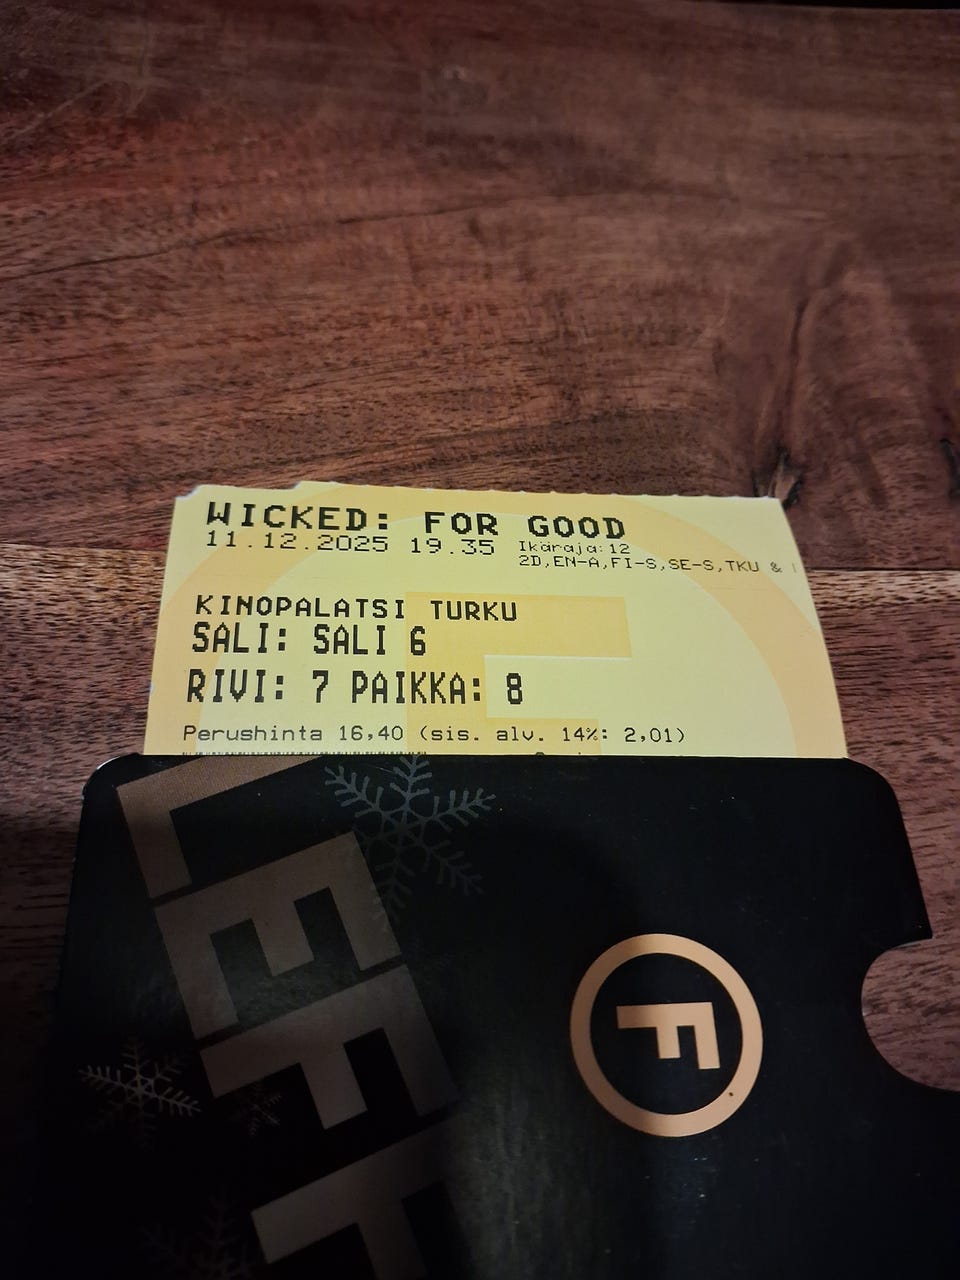 WICKED: FOR GOOD
11.12.2025 19.35 Ikäraja:12
2D,EN-A,FI-S,SE-S,TKU &
KINOPALATSI TURKU
SALI: SALI 6
RIVI: 7 PAIKKA: 8
Perushinta 16,40 (sis. alv. 14%: 2,01)
LEFF
F